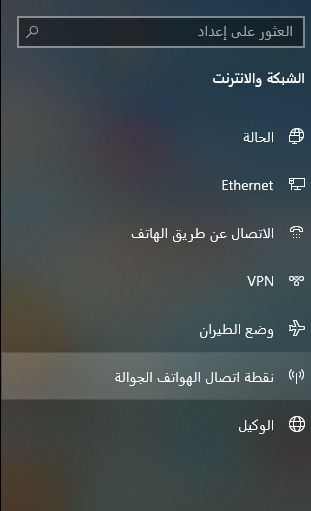 العثور على إعداد
الشبكة والانترنت
الحالة
Ethernet
الاتصال عن طريق الهاتف
VPN
وضع الطيران
نقطة اتصال الهواتف الجوالة
الوكيل